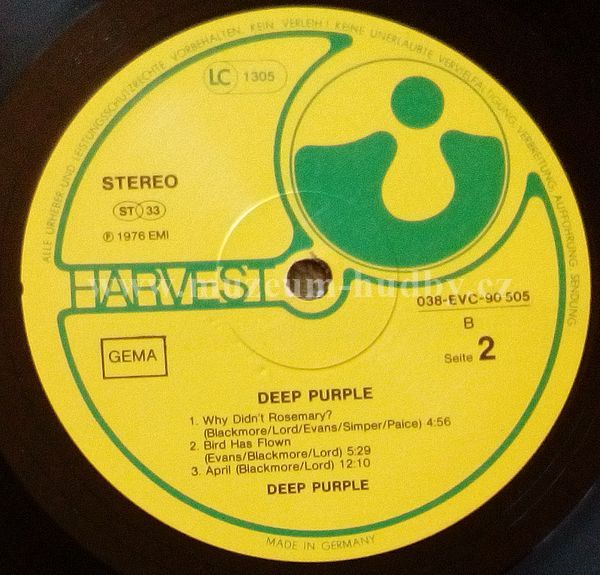 ALLE URHEBER-UND LEISTUNGSSCHUTZRECHTE VORBEHALTEN. KEIN VERLEIH! KEINE UNERLAUBTE VERVIELFÄLTIGUNG, VERBREITUNG, AUFFÜHRUNG, SENDUNG
LC 1305
STEREO
ST 33
℗ 1976 EMI
HARVEST
www.muzeum-hudby.cz
038-EVC-90 505
B
Seite 2
GEMA
DEEP PURPLE
1. Why Didn't Rosemary?
(Blackmore/Lord/Evans/Simper/Paice) 4:56
2. Bird Has Flown
(Evans/Blackmore/Lord) 5:29
3. April (Blackmore/Lord) 12:10
DEEP PURPLE
MADE IN GERMANY